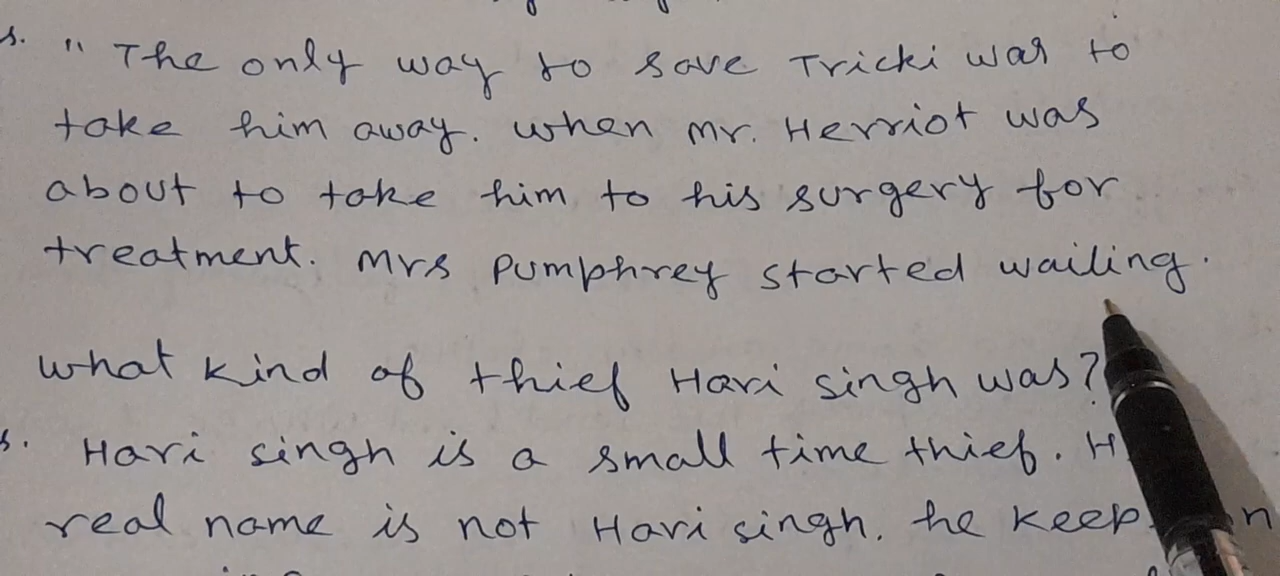 s. " The only way to save Tricki was to
take him away. when mr. Herriot was
about to take him to his surgery for
treatment. Mrs Pumphrey started wailing.
what kind of thief Hari singh was?
s. Hari singh is a small time thief.
real name is not Hari singh. he